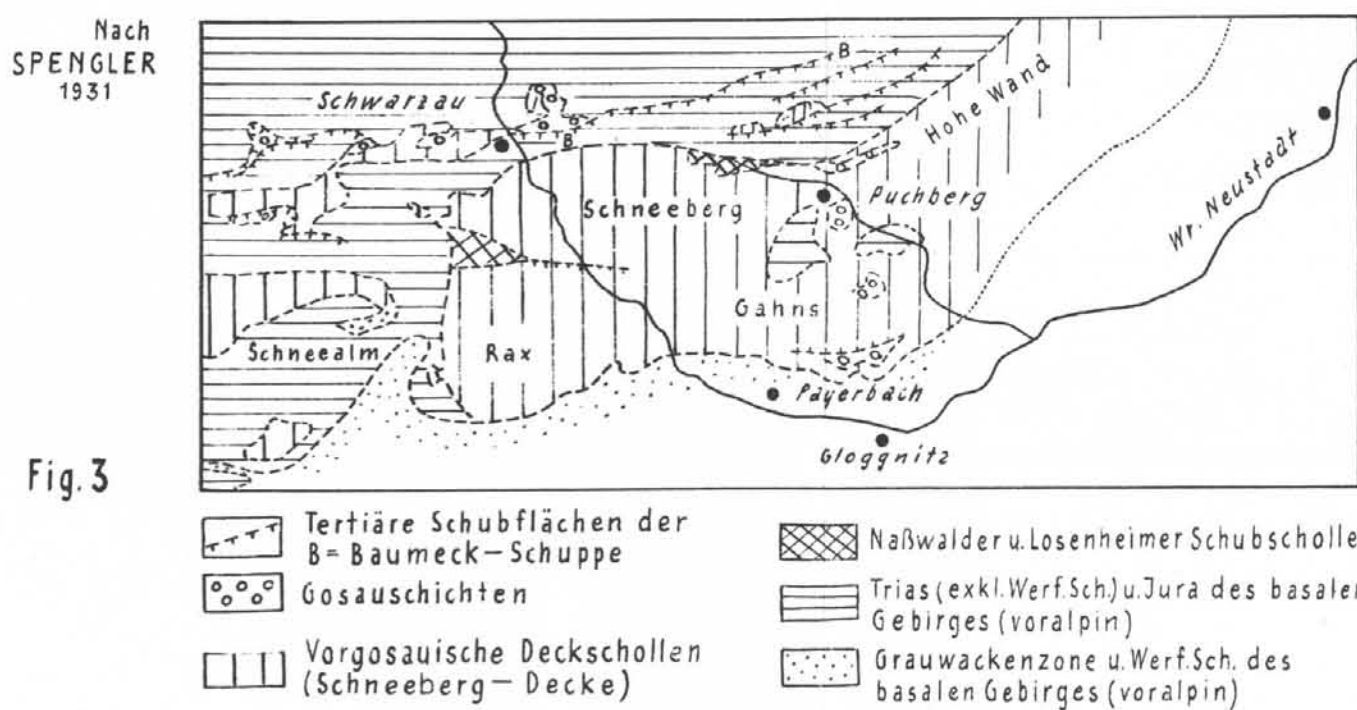 Nach
SPENGLER
1931
B
Schwarzau
B
Hohe Wand
Schneeberg
Puchberg
Wr. Neustadt
Gahns
Schneealm
Rax
Payerbach
Gloggnitz
Fig. 3
Tertiäre Schubflächen der
B = Baumeck – Schuppe
Gosauschichten
Vorgosauische Deckschollen
(Schneeberg – Decke)
Naßwalder u. Losenheimer Schubscholle
Trias (exkl. Werf. Sch.) u. Jura des basalen
Gebirges (voralpin)
Grauwackenzone u. Werf. Sch. des
basalen Gebirges (voralpin)